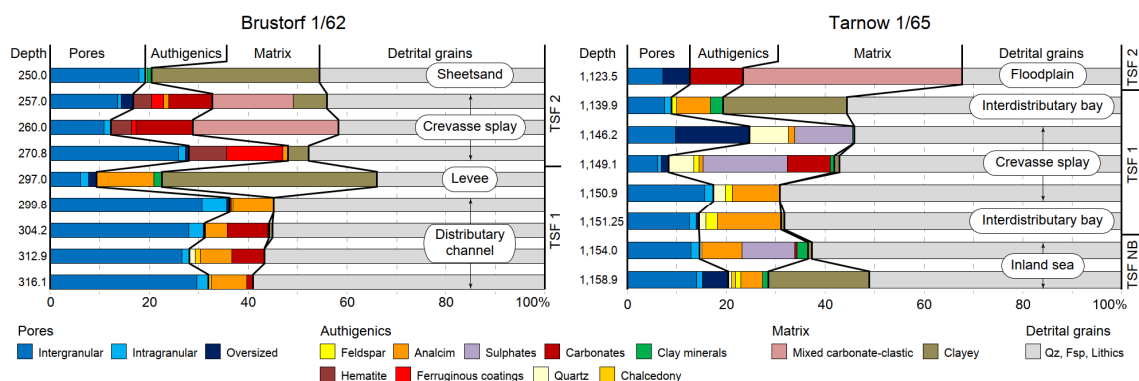 Brustorf 1/62
Depth Pores Authigenics Matrix Detrital grains
250.0 Sheetsand
257.0
260.0 Crevasse splay
270.8
TSF 2
297.0 Levee
299.8
304.2 Distributary
channel
312.9
316.1
TSF 1
0 20 40 60 80 100%
Tarnow 1/65
Depth Pores Authigenics Matrix Detrital grains
1,123.5 Floodplain
TSF 2
1,139.9 Interdistributary bay
1,146.2
1,149.1 Crevasse splay
1,150.9
1,151.25 Interdistributary bay
TSF 1
1,154.0 Inland sea
1,158.9
TSF NB
0 20 40 60 80 100%
Pores Authigenics Matrix Detrital grains
Intergranular Intragranular Oversized Feldspar Analcim Sulphates Carbonates Clay minerals Mixed carbonate-clastic Clayey Qz, Fsp, Lithics
Hematite Ferruginous coatings Quartz Chalcedony